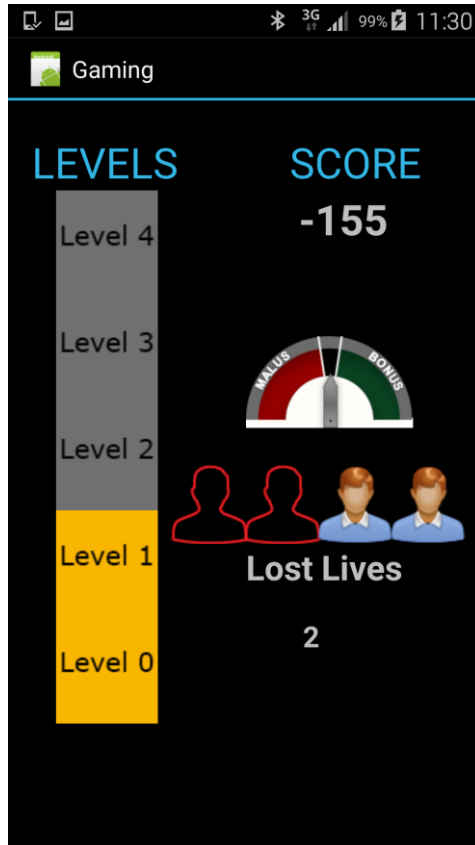 3G 99% 11:30
Gaming
LEVELS
SCORE
-155
Level 4
Level 3
Level 2
Level 1
Level 0
MALUS
BONUS
Lost Lives
2